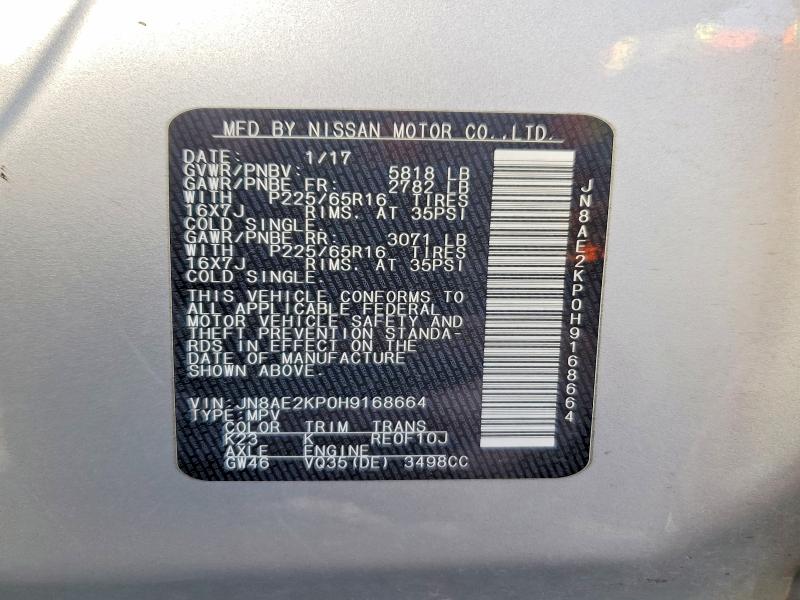 MFD BY NISSAN MOTOR CO.,LTD.
DATE: 1/17
GVWR/PNBV: 5818 LB
GAWR/PNBE FR: 2782 LB
WITH P225/65R16 TIRES
16X7J RIMS. AT 35PSI
COLD SINGLE.
GAWR/PNBE RR: 3071 LB
WITH P225/65R16 TIRES
16X7J RIMS. AT 35PSI
COLD SINGLE.
THIS VEHICLE CONFORMS TO
ALL APPLICABLE FEDERAL
MOTOR VEHICLE SAFETY AND
THEFT PREVENTION STANDA-
RDS IN EFFECT ON THE
DATE OF MANUFACTURE
SHOWN ABOVE.
VIN: JN8AE2KP0H9168664
TYPE:MPV
COLOR TRIM TRANS
K23 K RE0F10J
AXLE ENGINE
GW46 VQ35(DE) 3498CC
JN8AE2KP0H9168664